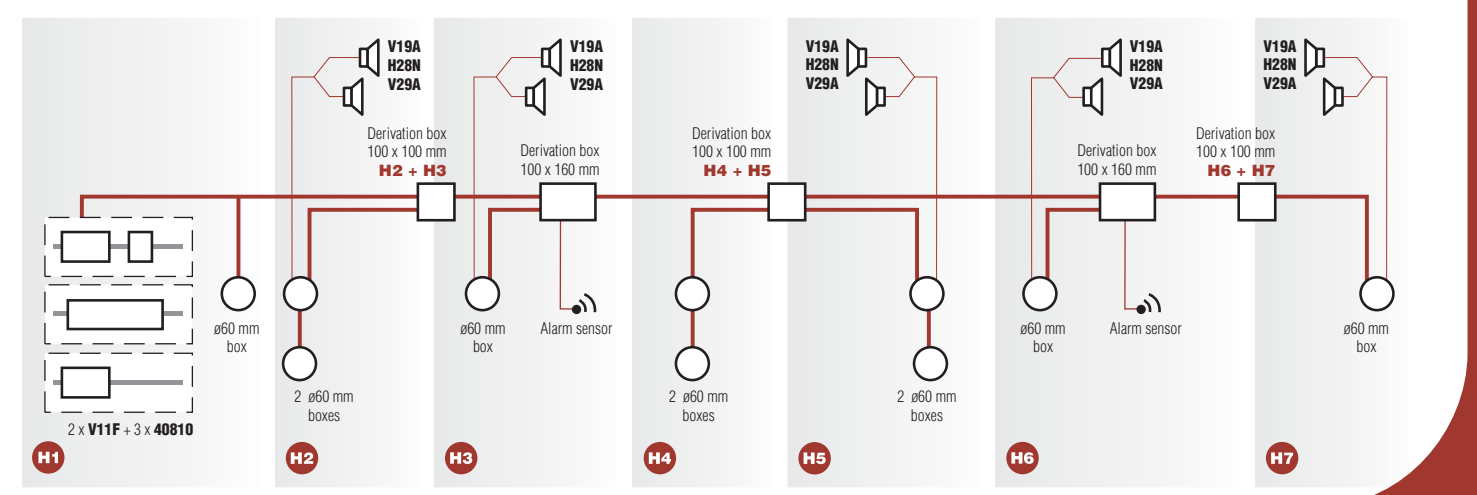 V19A
H28N
V29A
V19A
H28N
V29A
V19A
H28N
V29A
V19A
H28N
V29A
V19A
H28N
V29A
Derivation box
100 x 100 mm
H2 + H3
Derivation box
100 x 160 mm
Derivation box
100 x 100 mm
H4 + H5
Derivation box
100 x 160 mm
Derivation box
100 x 100 mm
H6 + H7
ø60 mm
box
ø60 mm
box
Alarm sensor
ø60 mm
box
Alarm sensor
ø60 mm
box
2 ø60 mm
boxes
2 ø60 mm
boxes
2 ø60 mm
boxes
2 x V11F + 3 x 40810
H1
H2
H3
H4
H5
H6
H7